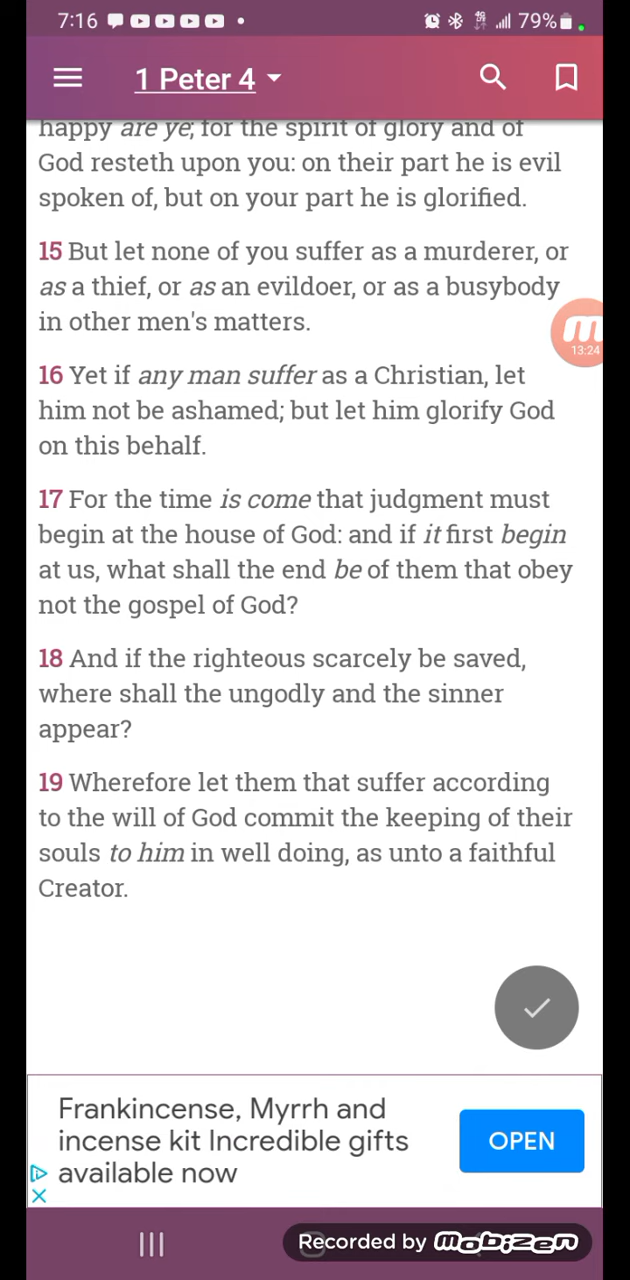 7:16
79%
1 Peter 4
happy are ye; for the spirit of glory and of
God resteth upon you: on their part he is evil
spoken of, but on your part he is glorified.
15 But let none of you suffer as a murderer, or
as a thief, or as an evildoer, or as a busybody
in other men's matters.
13:24
16 Yet if any man suffer as a Christian, let
him not be ashamed; but let him glorify God
on this behalf.
17 For the time is come that judgment must
begin at the house of God: and if it first begin
at us, what shall the end be of them that obey
not the gospel of God?
18 And if the righteous scarcely be saved,
where shall the ungodly and the sinner
appear?
19 Wherefore let them that suffer according
to the will of God commit the keeping of their
souls to him in well doing, as unto a faithful
Creator.
Frankincense, Myrrh and
incense kit Incredible gifts
available now
OPEN
Recorded by mobizen